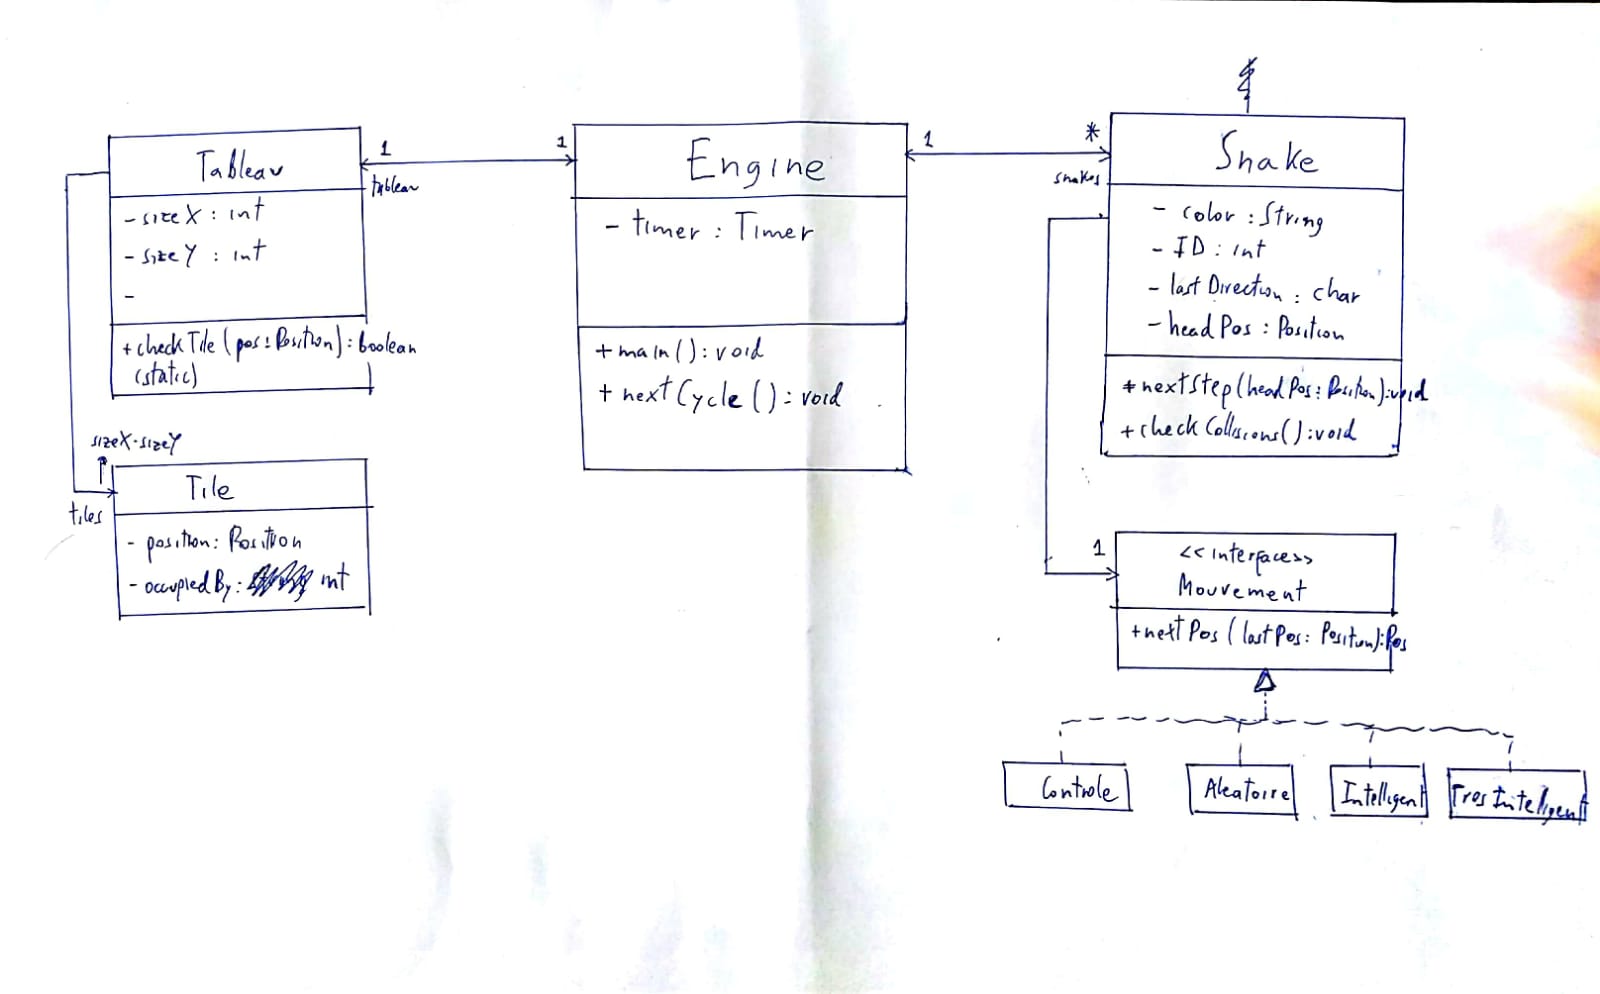 Tableau
- sizeX : int
- sizeY : int
-
+ checkTile (pos : Position) : boolean
(static)
1
tableau
1
Engine
- timer : Timer
+ main() : void
+ nextCycle() : void
1
*
snakes
Snake
- color : String
- ID : int
- lastDirection : char
- headPos : Position
+ nextStep(headPos : Position) : void
+ checkCollisions() : void
sizeX·sizeY
tiles
Tile
- position : Position
- occupiedBy : int
1
<<interface>>
Mouvement
+ nextPos (lastPos : Position) : Pos
Controle
Aleatoire
Intelligent
Tres Intelligent